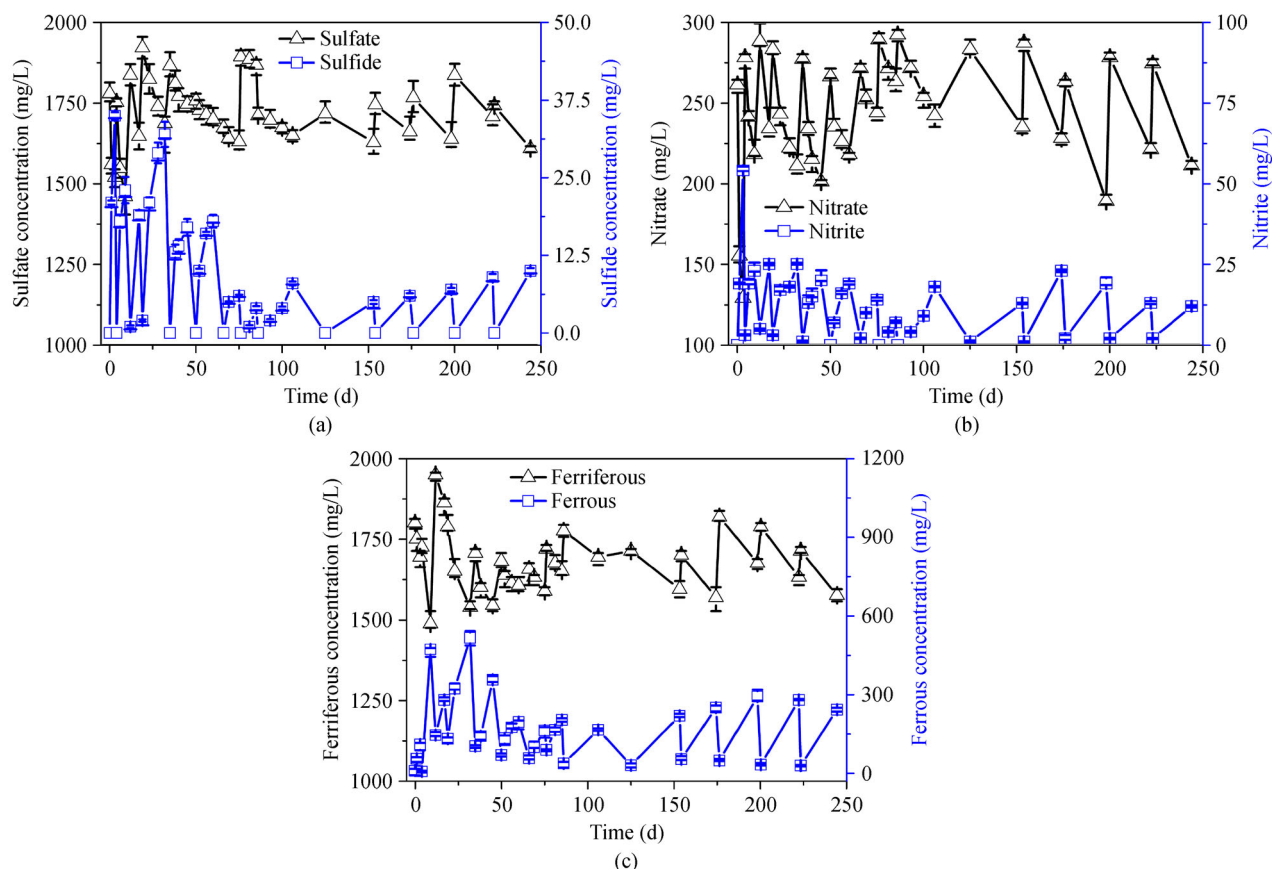 2000
1750
1500
1250
1000
Sulfate concentration (mg/L)
Sulfate
Sulfide
50.0
37.5
25.0
12.5
0.0
Sulfide concentration (mg/L)
0 50 100 150 200 250
Time (d)
(a)
300
250
200
150
100
Nitrate (mg/L)
Nitrate
Nitrite
100
75
50
25
0
Nitrite (mg/L)
0 50 100 150 200 250
Time (d)
(b)
2000
1750
1500
1250
1000
Ferriferous concentration (mg/L)
Ferriferous
Ferrous
1200
900
600
300
0
Ferrous concentration (mg/L)
0 50 100 150 200 250
Time (d)
(c)